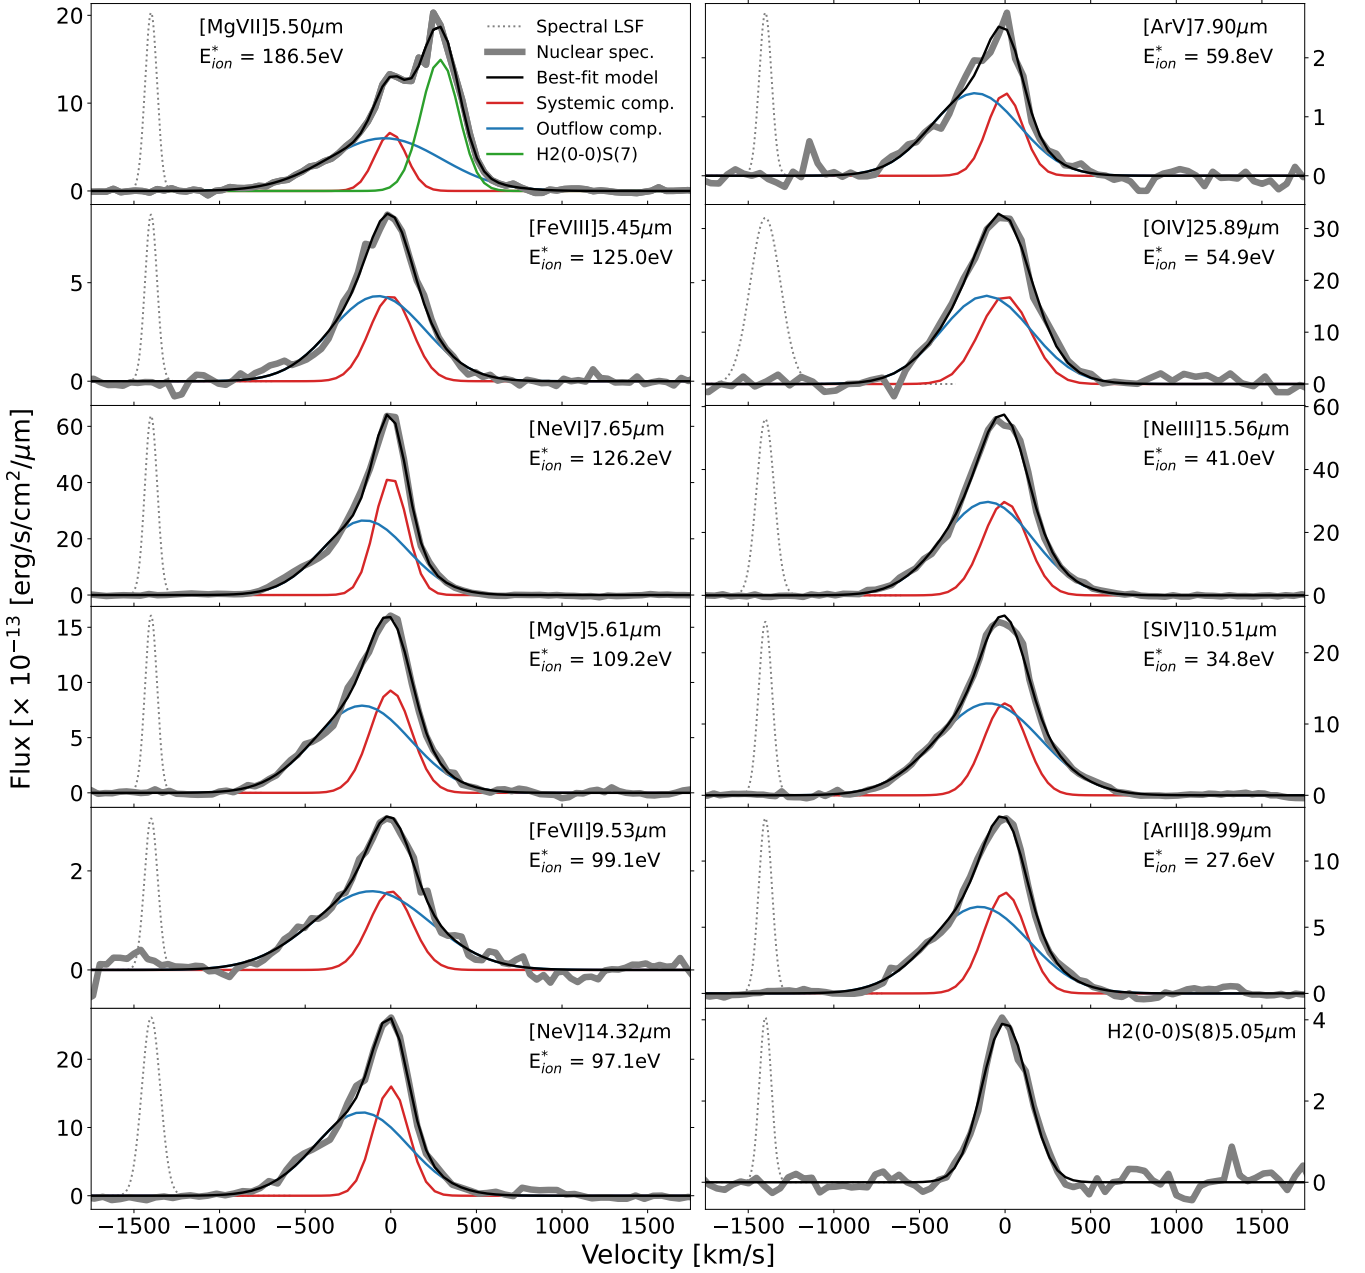 [MgVII]5.50μm
E*ion = 186.5eV
Spectral LSF
Nuclear spec.
Best-fit model
Systemic comp.
Outflow comp.
H2(0-0)S(7)
20
10
0
[ArV]7.90μm
E*ion = 59.8eV
2
1
0
[FeVIII]5.45μm
E*ion = 125.0eV
5
0
[OIV]25.89μm
E*ion = 54.9eV
30
20
10
0
[NeVI]7.65μm
E*ion = 126.2eV
60
40
20
0
[NeIII]15.56μm
E*ion = 41.0eV
60
40
20
0
[MgV]5.61μm
E*ion = 109.2eV
15
10
5
0
[SIV]10.51μm
E*ion = 34.8eV
20
10
0
[FeVII]9.53μm
E*ion = 99.1eV
2
0
[ArIII]8.99μm
E*ion = 27.6eV
10
5
0
[NeV]14.32μm
E*ion = 97.1eV
20
10
0
H2(0-0)S(8)5.05μm
4
2
0
−1500 −1000 −500 0 500 1000 1500
−1500 −1000 −500 0 500 1000 1500
Velocity [km/s]
Flux [× 10−13 [erg/s/cm2/μm]